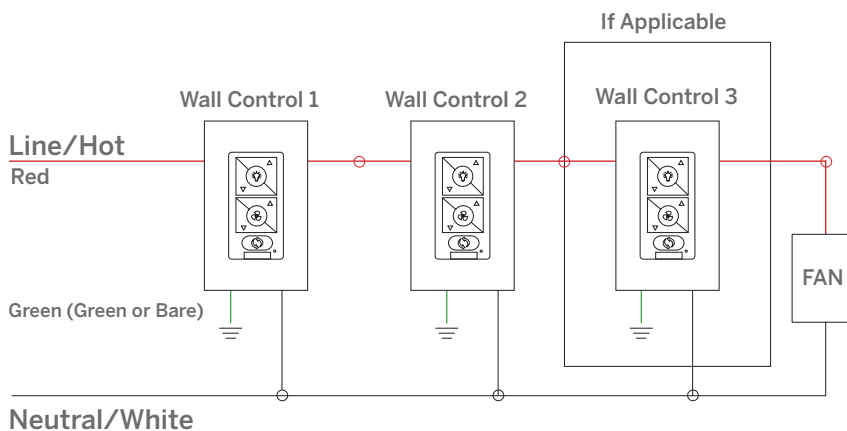 If Applicable
Wall Control 1
Wall Control 2
Wall Control 3
Line/Hot
Red
FAN
Green (Green or Bare)
Neutral/White